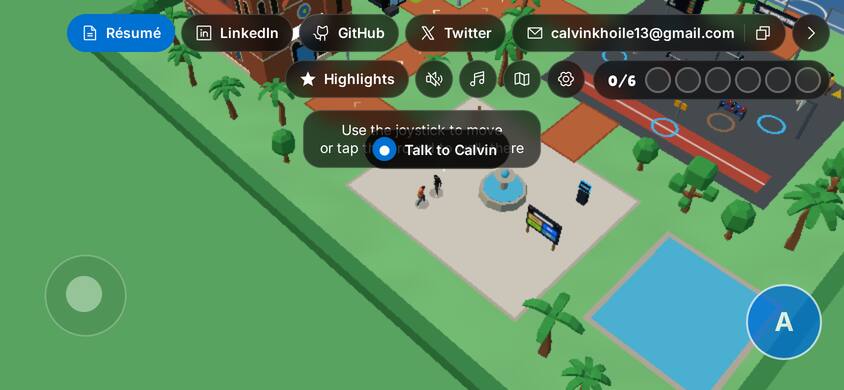 Résumé
LinkedIn
GitHub
Twitter
calvinkhoile13@gmail.com
Highlights
0/6
Use the joystick to move
or tap
Talk to Calvin
A